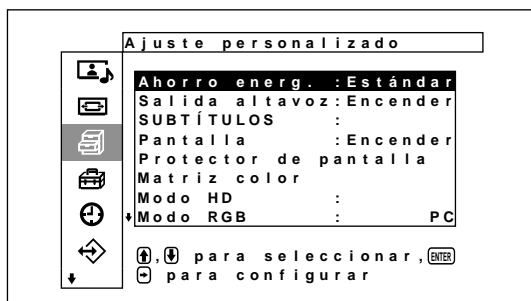 Ajuste personalizado
Ahorro energ. :Estándar
Salida altavoz:Encender
SUBTÍTULOS :
Pantalla :Encender
Protector de pantalla
Matriz color
Modo HD :
Modo RGB : PC
↑,↓ para seleccionar, ENTER
→ para configurar